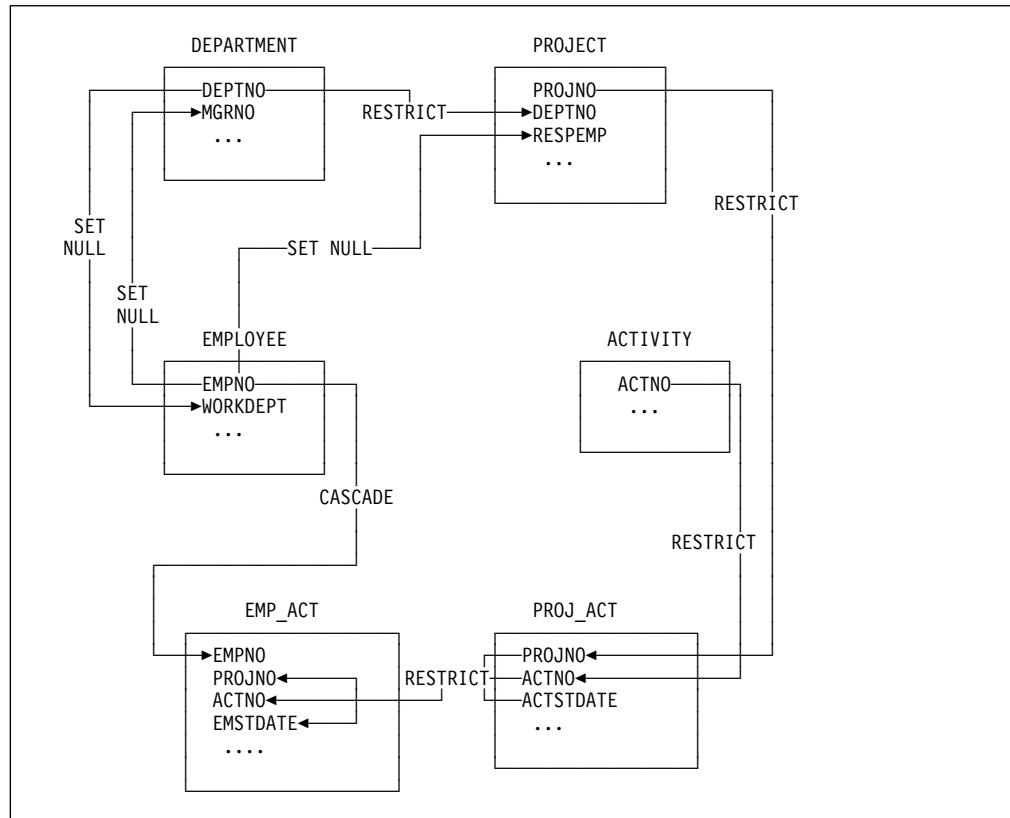 DEPARTMENT
PROJECT
DEPTNO
MGRNO
...
RESTRICT
PROJNO
DEPTNO
RESPEMP
...
RESTRICT
SET
NULL
SET NULL
SET
NULL
EMPLOYEE
EMPNO
WORKDEPT
...
ACTIVITY
ACTNO
...
CASCADE
RESTRICT
EMP_ACT
EMPNO
PROJNO
ACTNO
EMSTDATE
....
RESTRICT
PROJ_ACT
PROJNO
ACTNO
ACTSTDATE
...